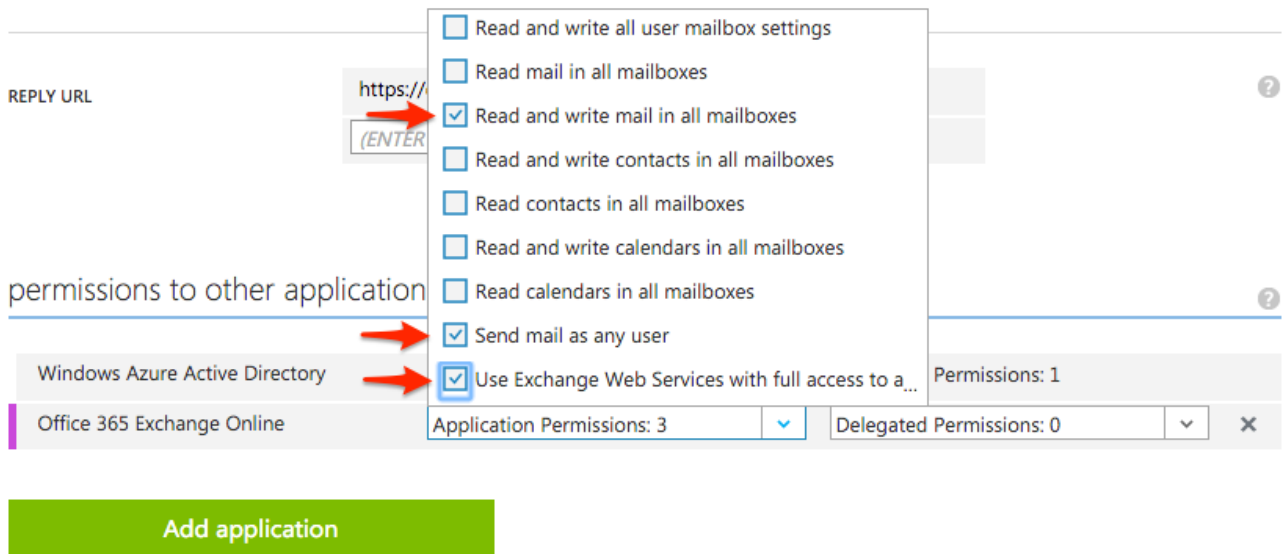 Read and write all user mailbox settings
Read mail in all mailboxes
REPLY URL
https://
Read and write mail in all mailboxes
(ENTER
Read and write contacts in all mailboxes
Read contacts in all mailboxes
Read and write calendars in all mailboxes
permissions to other application
Read calendars in all mailboxes
Send mail as any user
Windows Azure Active Directory
Use Exchange Web Services with full access to a...
Permissions: 1
Office 365 Exchange Online
Application Permissions: 3
Delegated Permissions: 0
Add application